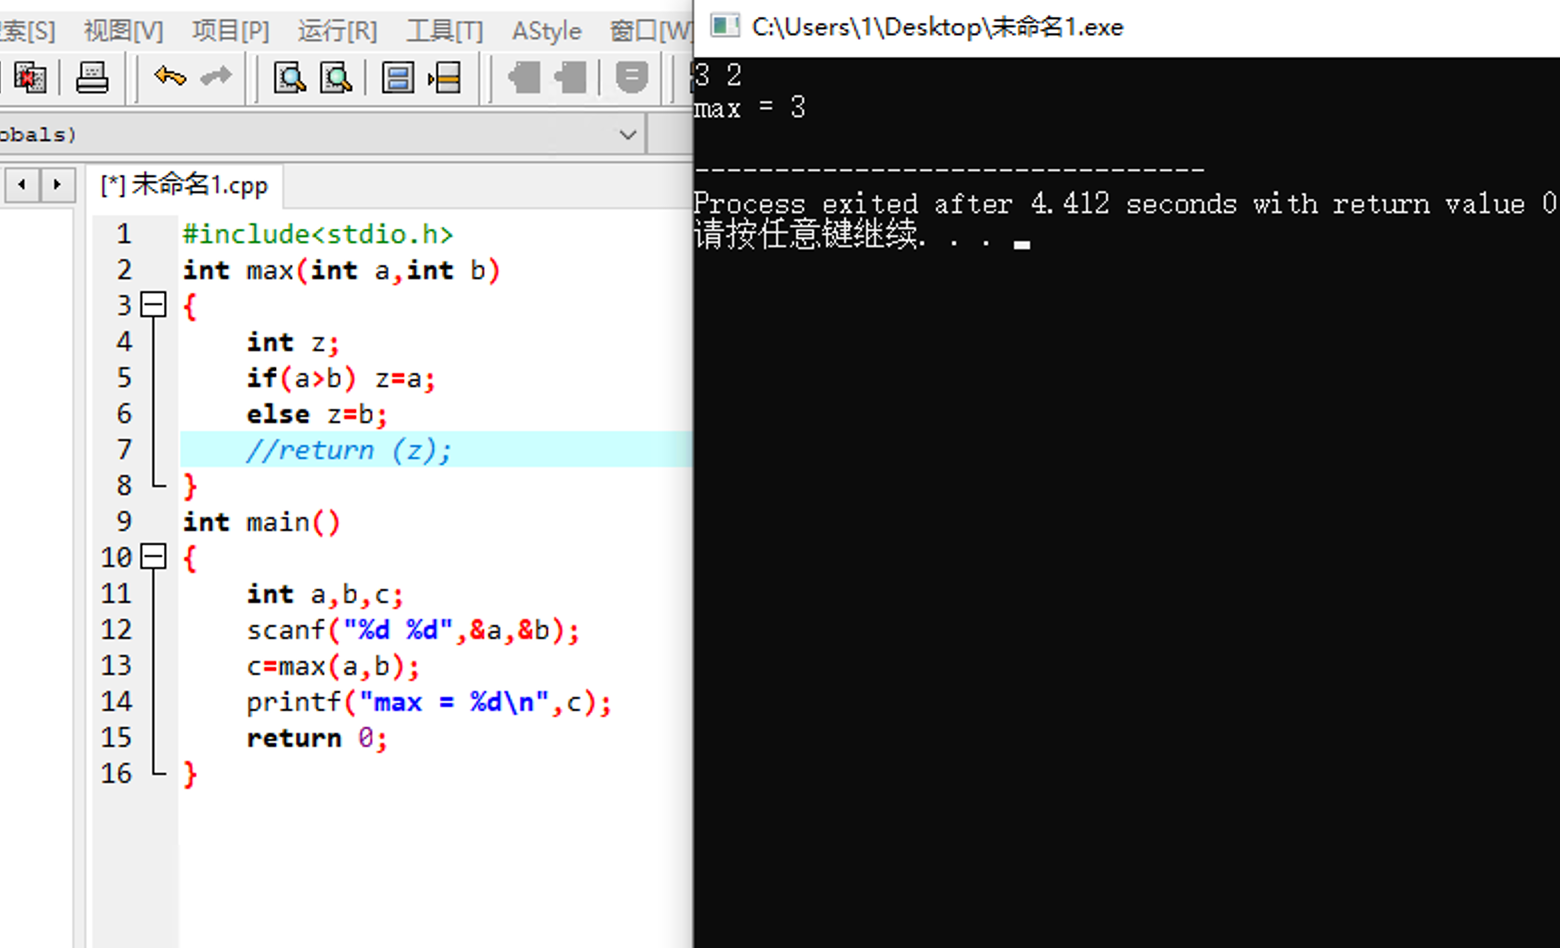 索[S] 视图[V] 项目[P] 运行[R] 工具[T] AStyle 窗口[W]
obals)
[*] 未命名1.cpp
1 #include<stdio.h>
2 int max(int a,int b)
3 {
4 int z;
5 if(a>b) z=a;
6 else z=b;
7 //return (z);
8 }
9 int main()
10 {
11 int a,b,c;
12 scanf("%d %d",&a,&b);
13 c=max(a,b);
14 printf("max = %d\n",c);
15 return 0;
16 }
C:\Users\1\Desktop\未命名1.exe
3 2
max = 3
--------------------------------
Process exited after 4.412 seconds with return value 0
请按任意键继续. . .